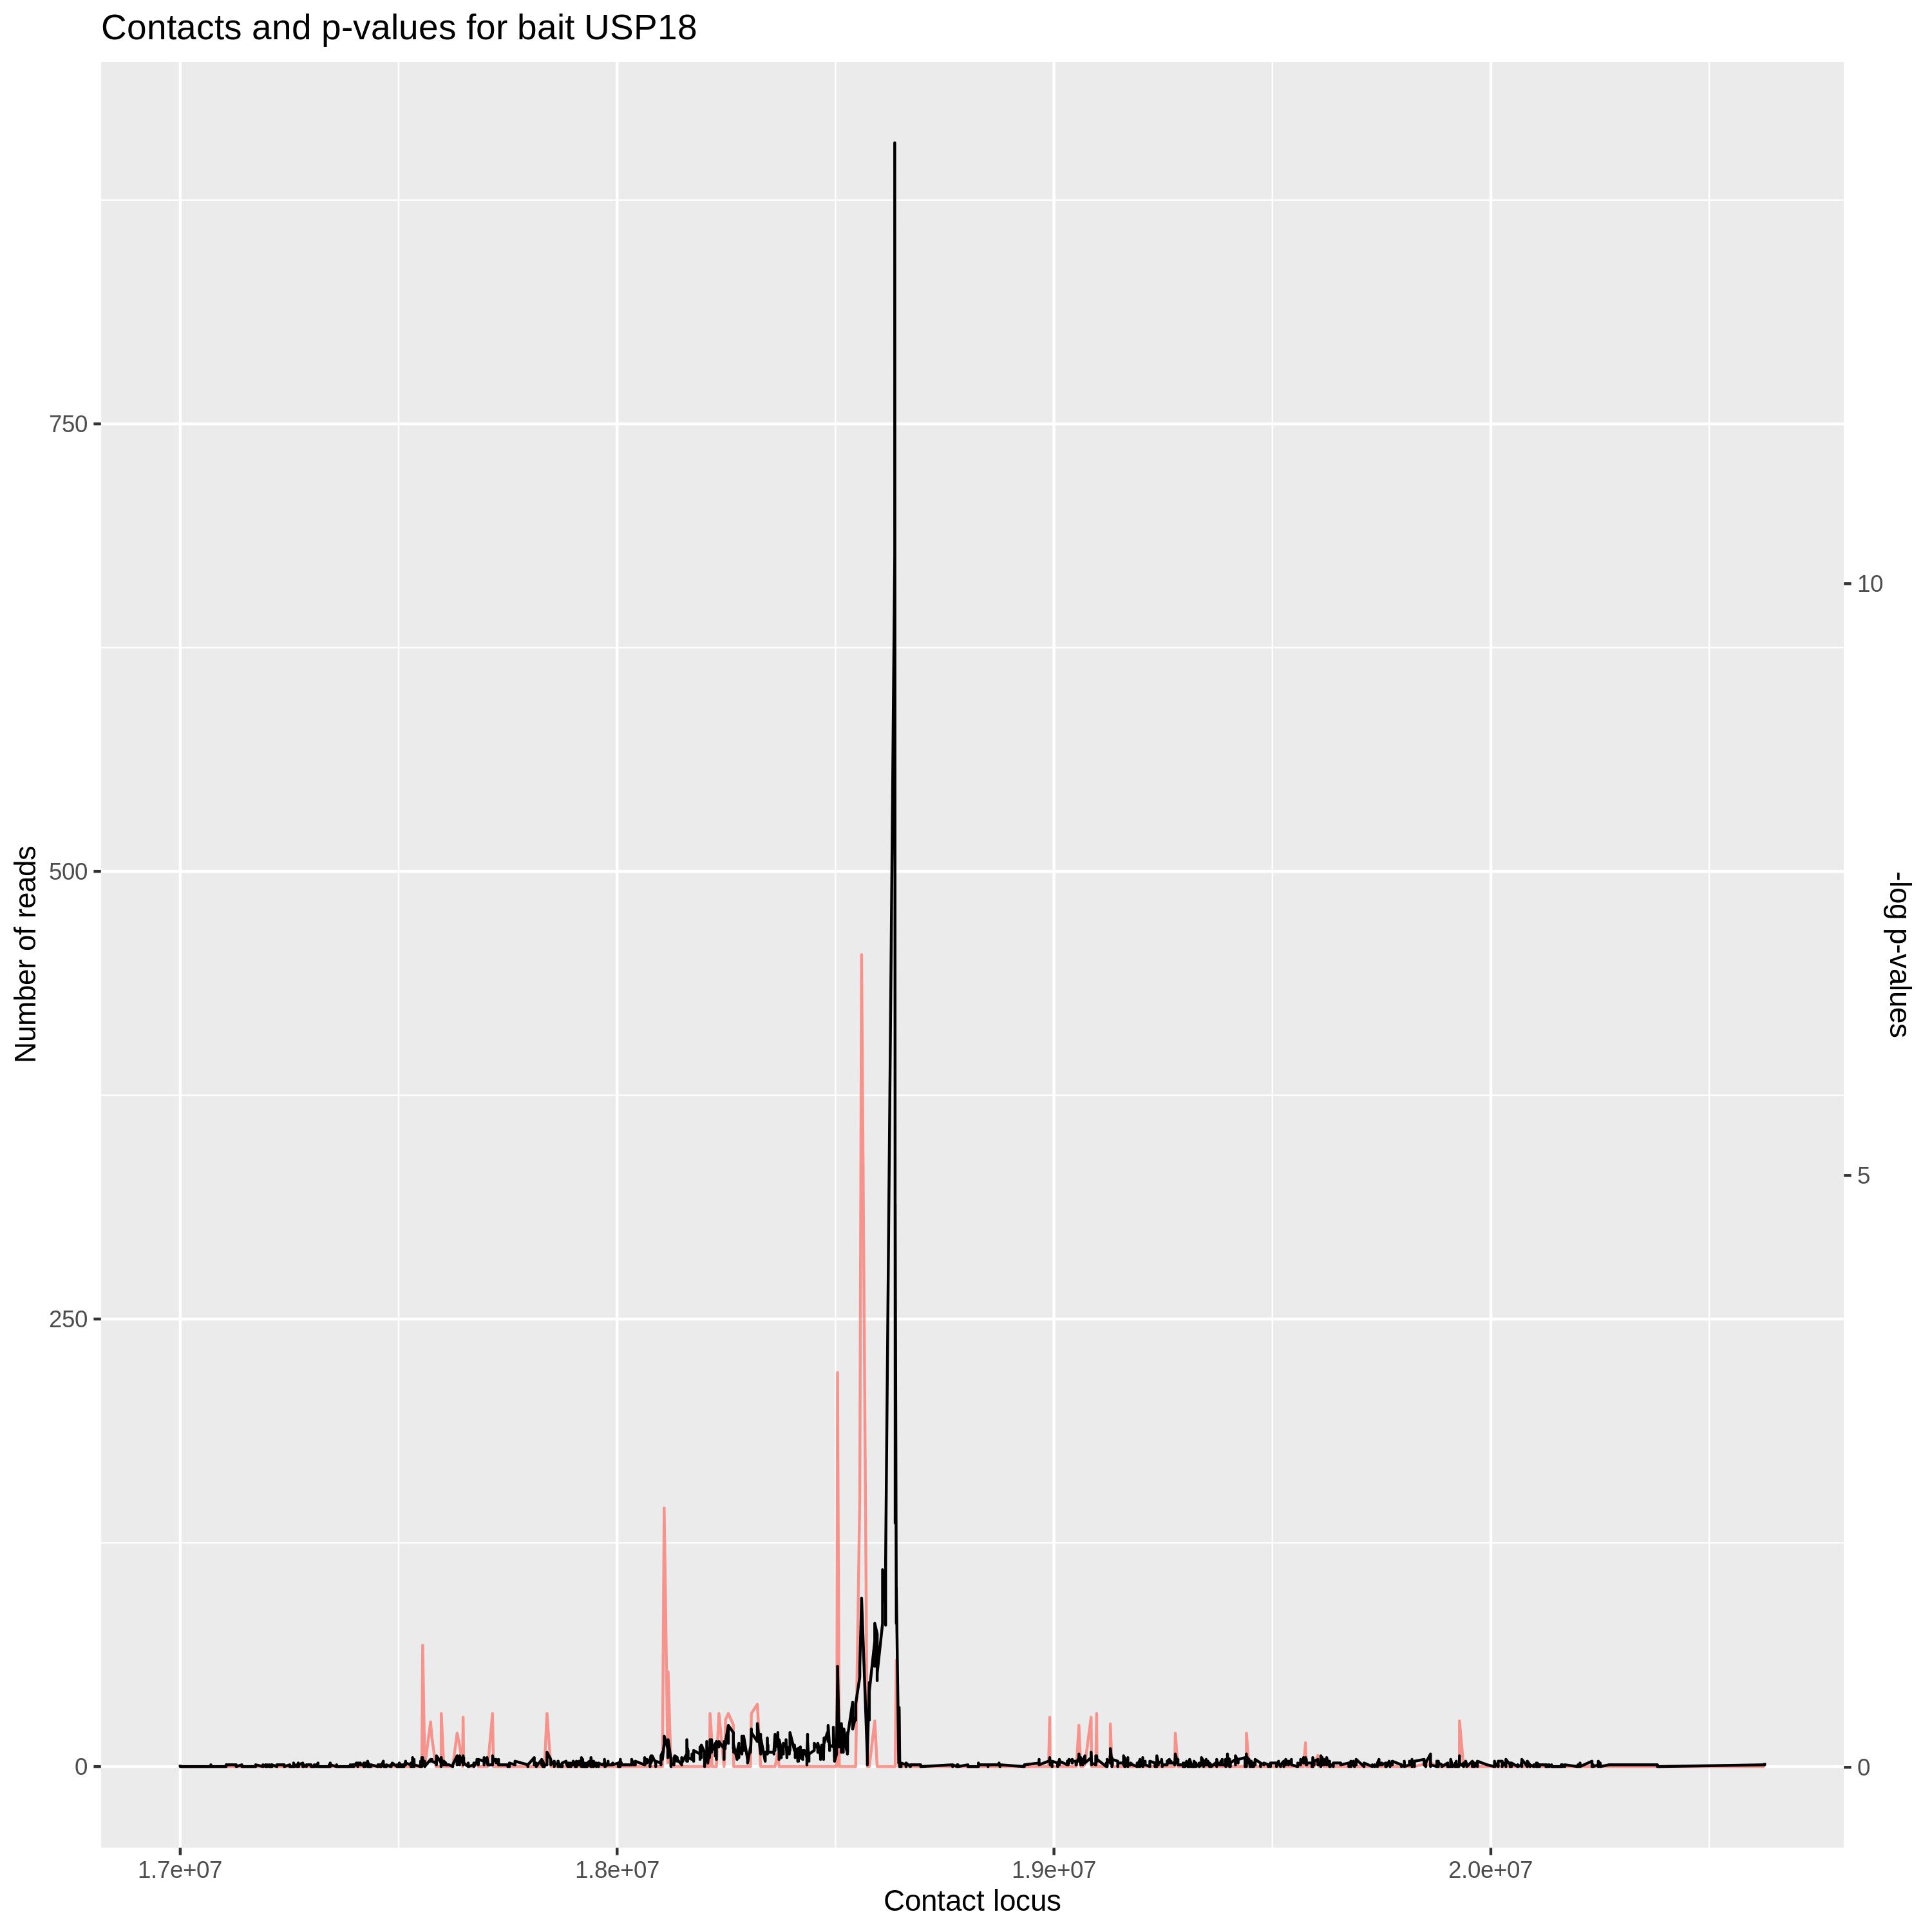 Contacts and p-values for bait USP18
Number of reads
750
500
250
0
10
5
0
-log p-values
1.7e+07
1.8e+07
1.9e+07
2.0e+07
Contact locus